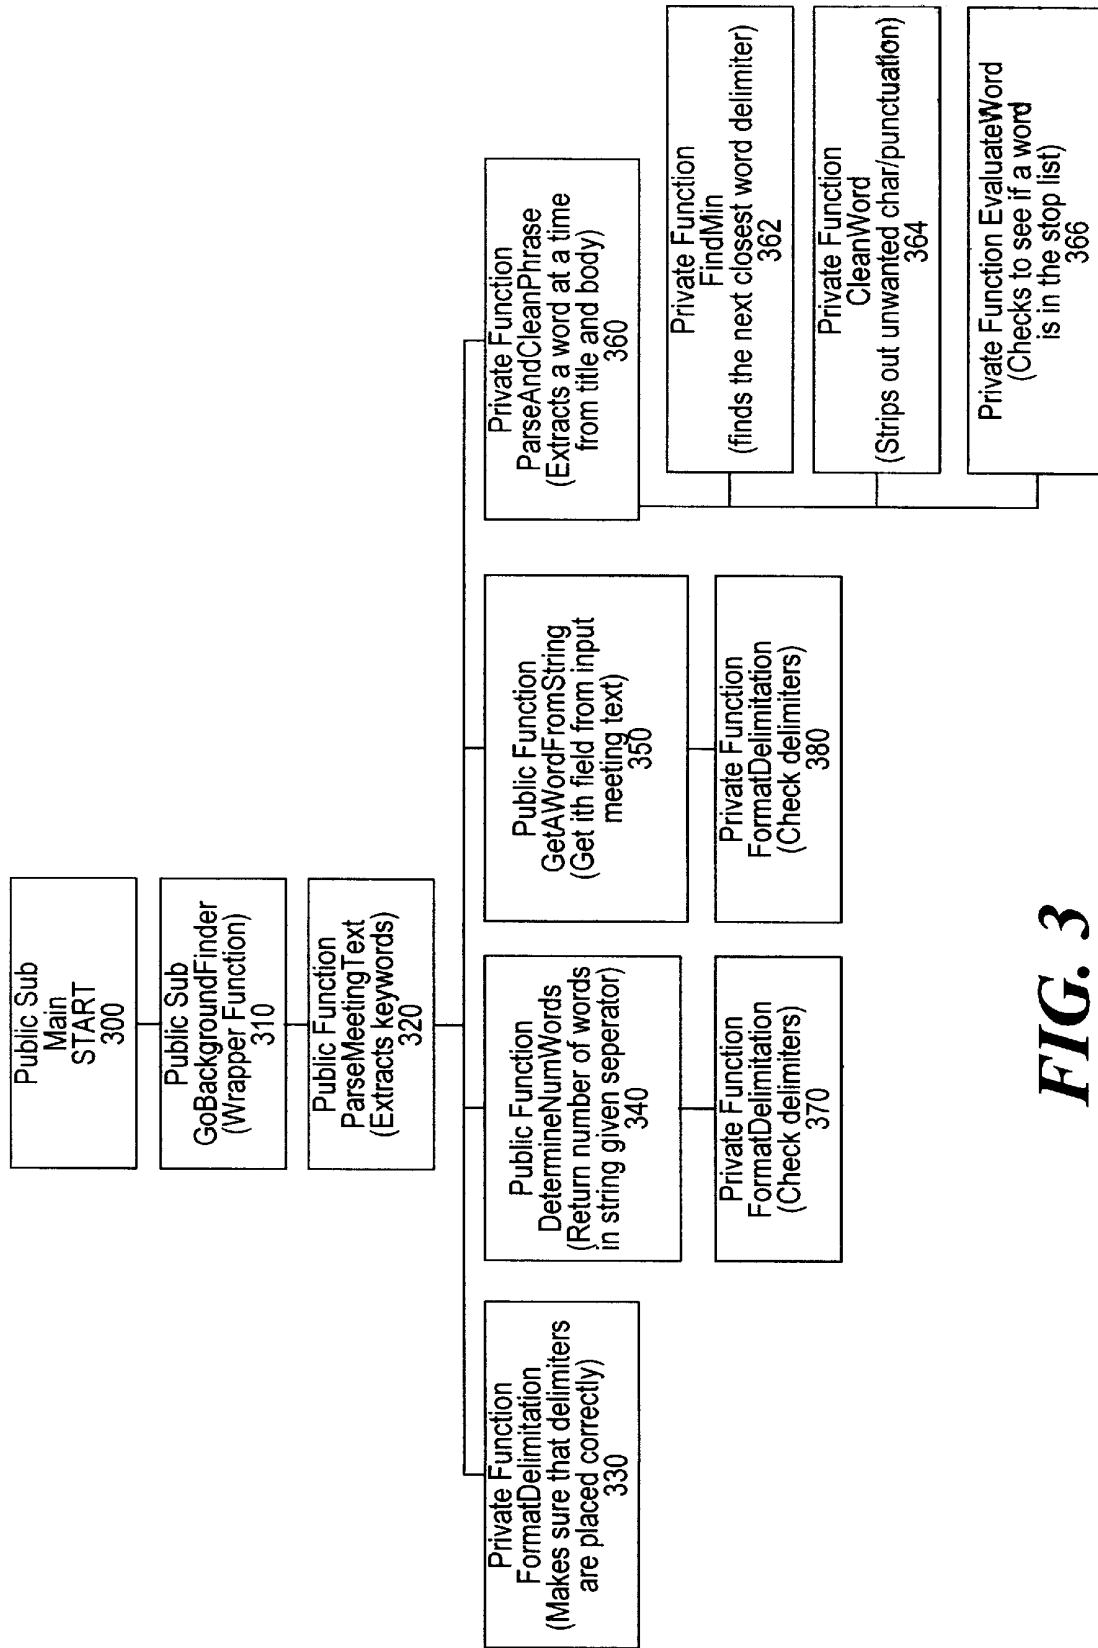 Public Sub
Main
START
300
Public Sub
GoBackgroundFinder
(Wrapper Function)
310
Public Function
ParseMeetingText
(Extracts keywords)
320
Private Function
FormatDelimitation
(Makes sure that delimiters
are placed correctly)
330
Public Function
DetermineNumWords
(Return number of words
in string given seperator)
340
Private Function
FormatDelimitation
(Check delimiters)
370
Public Function
GetAWordFromString
(Get ith field from input
meeting text)
350
Private Function
FormatDelimitation
(Check delimiters)
380
Private Function
ParseAndCleanPhrase
(Extracts a word at a time
from title and body)
360
Private Function
FindMin
(finds the next closest word delimiter)
362
Private Function
CleanWord
(Strips out unwanted char/punctuation)
364
Private Function EvaluateWord
(Checks to see if a word
is in the stop list)
366
FIG. 3